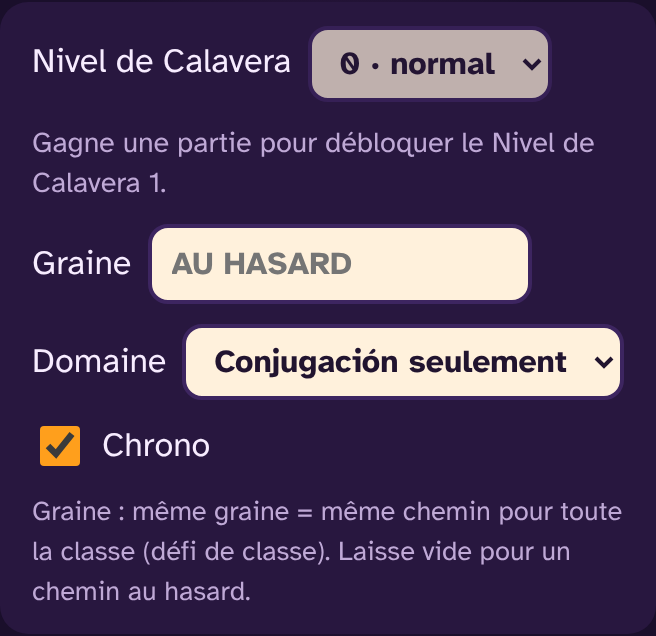 Nivel de Calavera 0 · normal
Gagne une partie pour débloquer le Nivel de
Calavera 1.
Graine AU HASARD
Domaine Conjugación seulement
Chrono
Graine : même graine = même chemin pour toute
la classe (défi de classe). Laisse vide pour un
chemin au hasard.